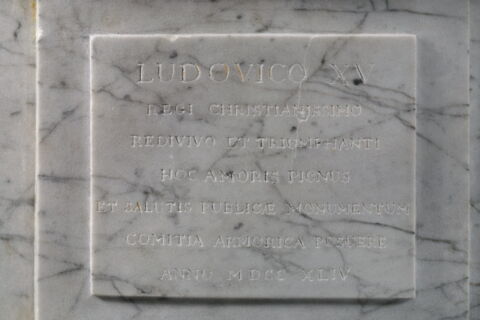 LUDOVICO XV
REGI CHRISTIANISSIMO
REDIVIVO ET TRIUMPHANTI
HOC AMORIS PIGNUS
ET SALUTIS PUBLICÆ MONUMENTUM
COMITIA ARMORICA POSUERE
ANNO MDCC XLIV